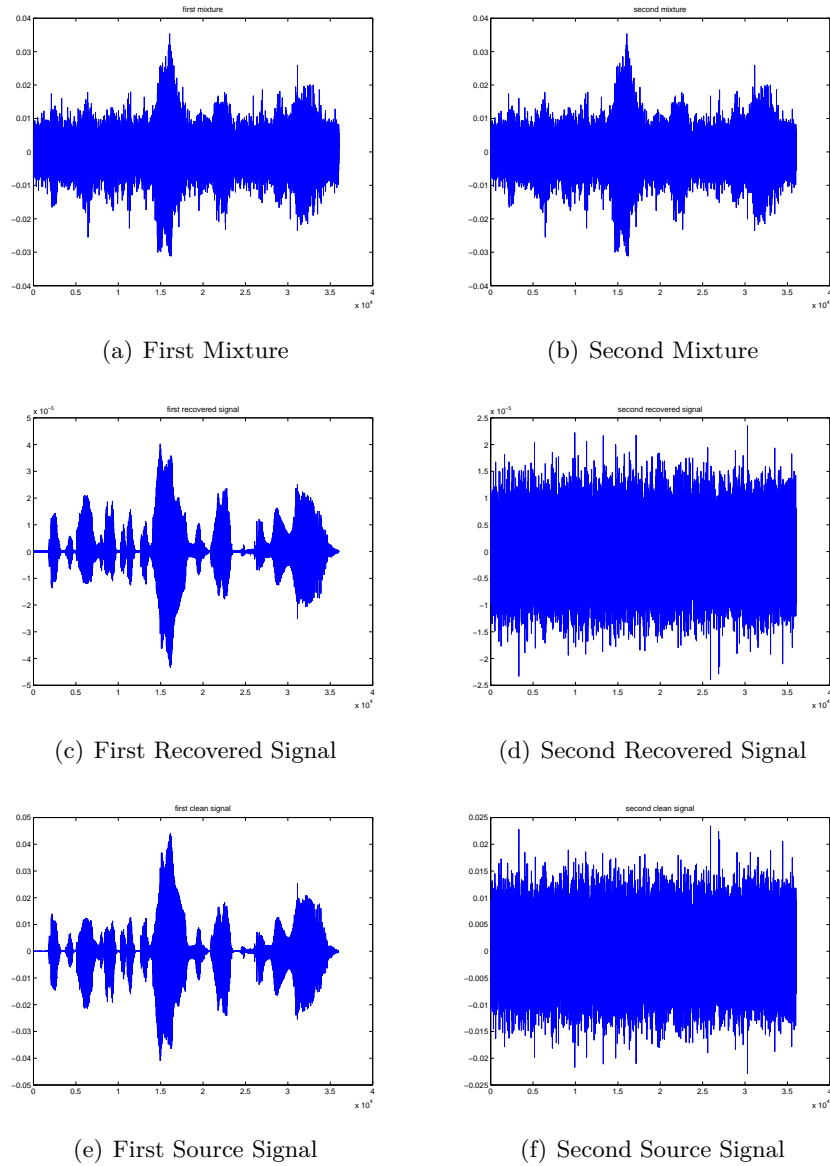 first mixture
0.04
0.03
0.02
0.01
0
−0.01
−0.02
−0.03
−0.04
0 0.5 1 1.5 2 2.5 3 3.5 4
x 10⁴
(a) First Mixture
second mixture
0.04
0.03
0.02
0.01
0
−0.01
−0.02
−0.03
−0.04
0 0.5 1 1.5 2 2.5 3 3.5 4
x 10⁴
(b) Second Mixture
first recovered signal
x 10⁻⁵
5
4
3
2
1
0
−1
−2
−3
−4
−5
0 0.5 1 1.5 2 2.5 3 3.5 4
x 10⁴
(c) First Recovered Signal
second recovered signal
x 10⁻⁵
2.5
2
1.5
1
0.5
0
−0.5
−1
−1.5
−2
−2.5
0 0.5 1 1.5 2 2.5 3 3.5 4
x 10⁴
(d) Second Recovered Signal
first clean signal
0.05
0.04
0.03
0.02
0.01
0
−0.01
−0.02
−0.03
−0.04
−0.05
0 0.5 1 1.5 2 2.5 3 3.5 4
x 10⁴
(e) First Source Signal
second clean signal
0.025
0.02
0.015
0.01
0.005
0
−0.005
−0.01
−0.015
−0.02
−0.025
0 0.5 1 1.5 2 2.5 3 3.5 4
x 10⁴
(f) Second Source Signal